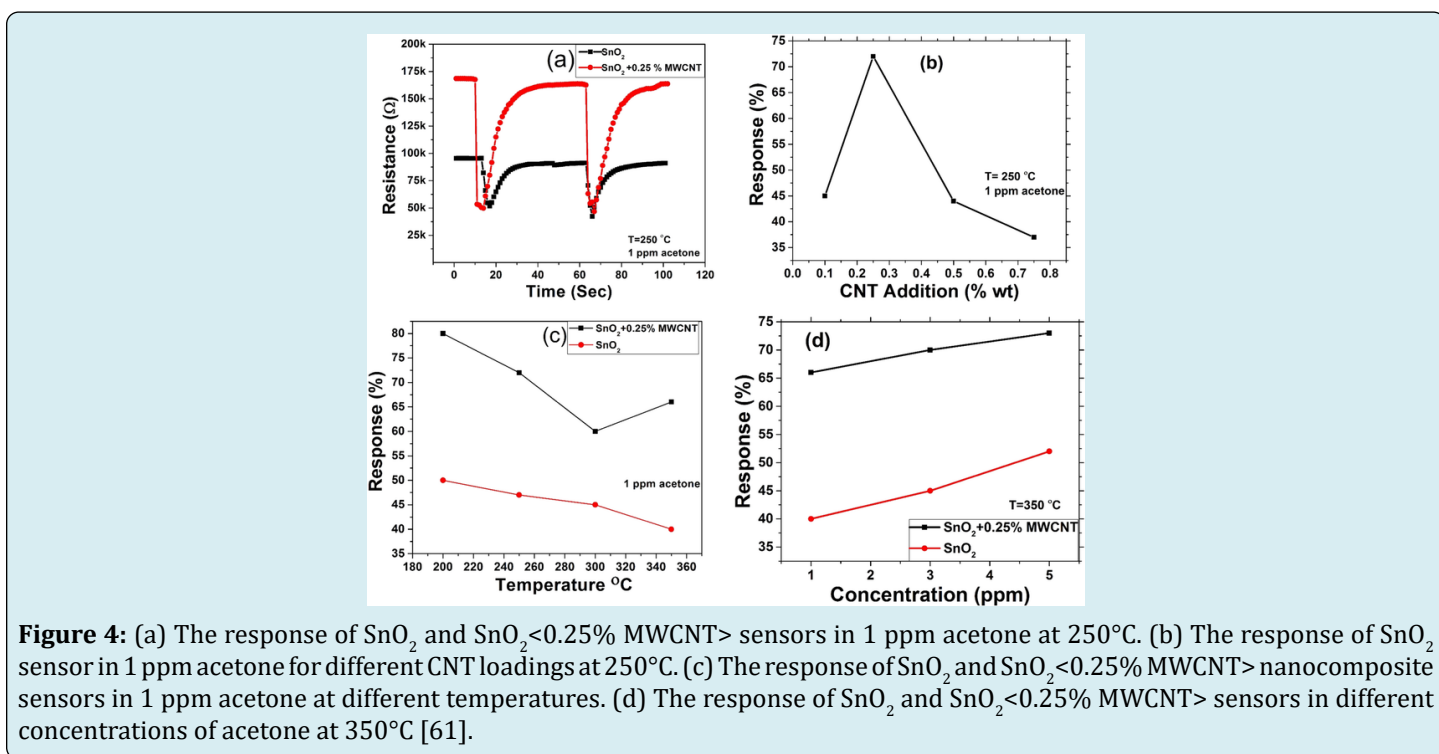 (a)
SnO₂
SnO₂+0.25 % MWCNT
200k
175k
150k
125k
100k
75k
50k
25k
Resistance (Ω)
T=250 °C
1 ppm acetone
0 20 40 60 80 100 120
Time (Sec)
(b)
75
70
65
60
55
50
45
40
35
Response (%)
T= 250 °C
1 ppm acetone
0.0 0.1 0.2 0.3 0.4 0.5 0.6 0.7 0.8
CNT Addition (% wt)
(c)
SnO₂+0.25% MWCNT
SnO₂
80
75
70
65
60
55
50
45
40
35
Response (%)
1 ppm acetone
180 200 220 240 260 280 300 320 340 360
Temperature ᴼC
(d)
75
70
65
60
55
50
45
40
35
Response (%)
T=350 °C
SnO₂+0.25% MWCNT
SnO₂
1 2 3 4 5
Concentration (ppm)
Figure 4: (a) The response of SnO₂ and SnO₂<0.25% MWCNT> sensors in 1 ppm acetone at 250°C. (b) The response of SnO₂
sensor in 1 ppm acetone for different CNT loadings at 250°C. (c) The response of SnO₂ and SnO₂<0.25% MWCNT> nanocomposite
sensors in 1 ppm acetone at different temperatures. (d) The response of SnO₂ and SnO₂<0.25% MWCNT> sensors in different
concentrations of acetone at 350°C [61].